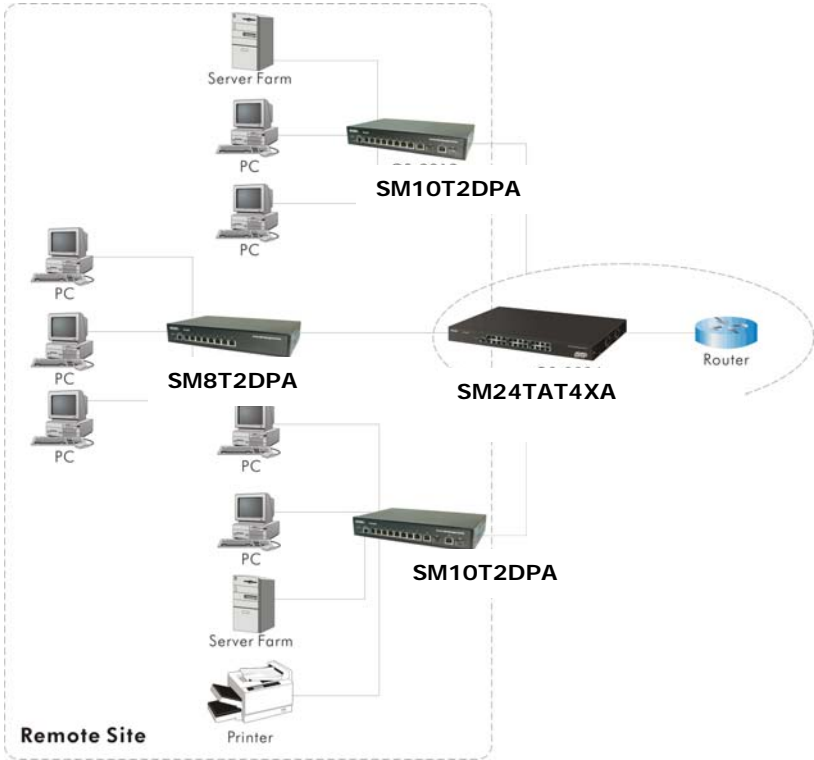 Server Farm
PC
SM10T2DPA
PC
PC
PC
SM8T2DPA
SM24TAT4XA
Router
PC
PC
PC
SM10T2DPA
Server Farm
Remote Site
Printer